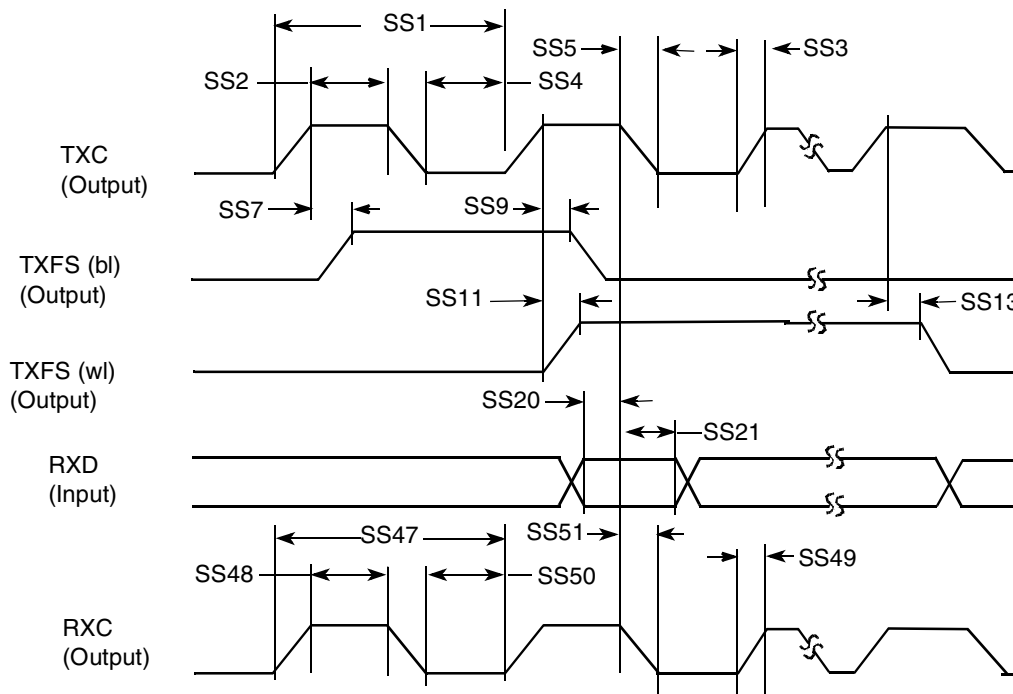 SS1
SS5
SS3
SS2
SS4
TXC
(Output)
SS7
SS9
TXFS (bl)
(Output)
SS11
SS13
TXFS (wl)
(Output)
SS20
SS21
RXD
(Input)
SS47
SS51
SS49
SS48
SS50
RXC
(Output)